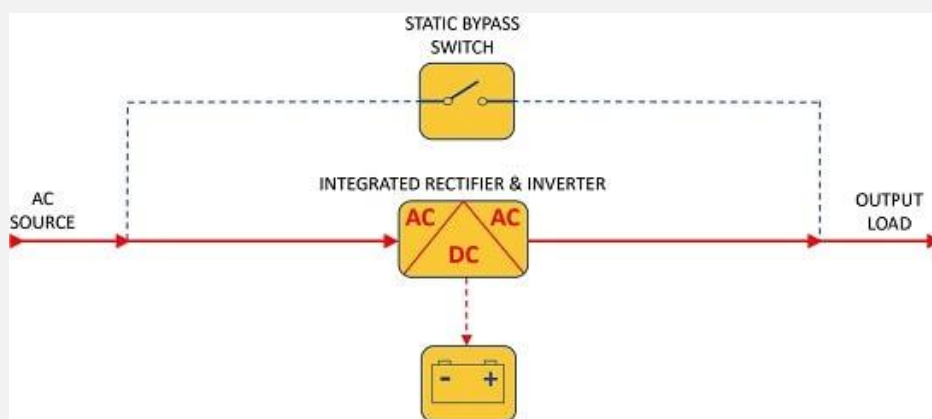 STATIC BYPASS
SWITCH
INTEGRATED RECTIFIER & INVERTER
AC
SOURCE
AC
AC
DC
OUTPUT
LOAD
- +